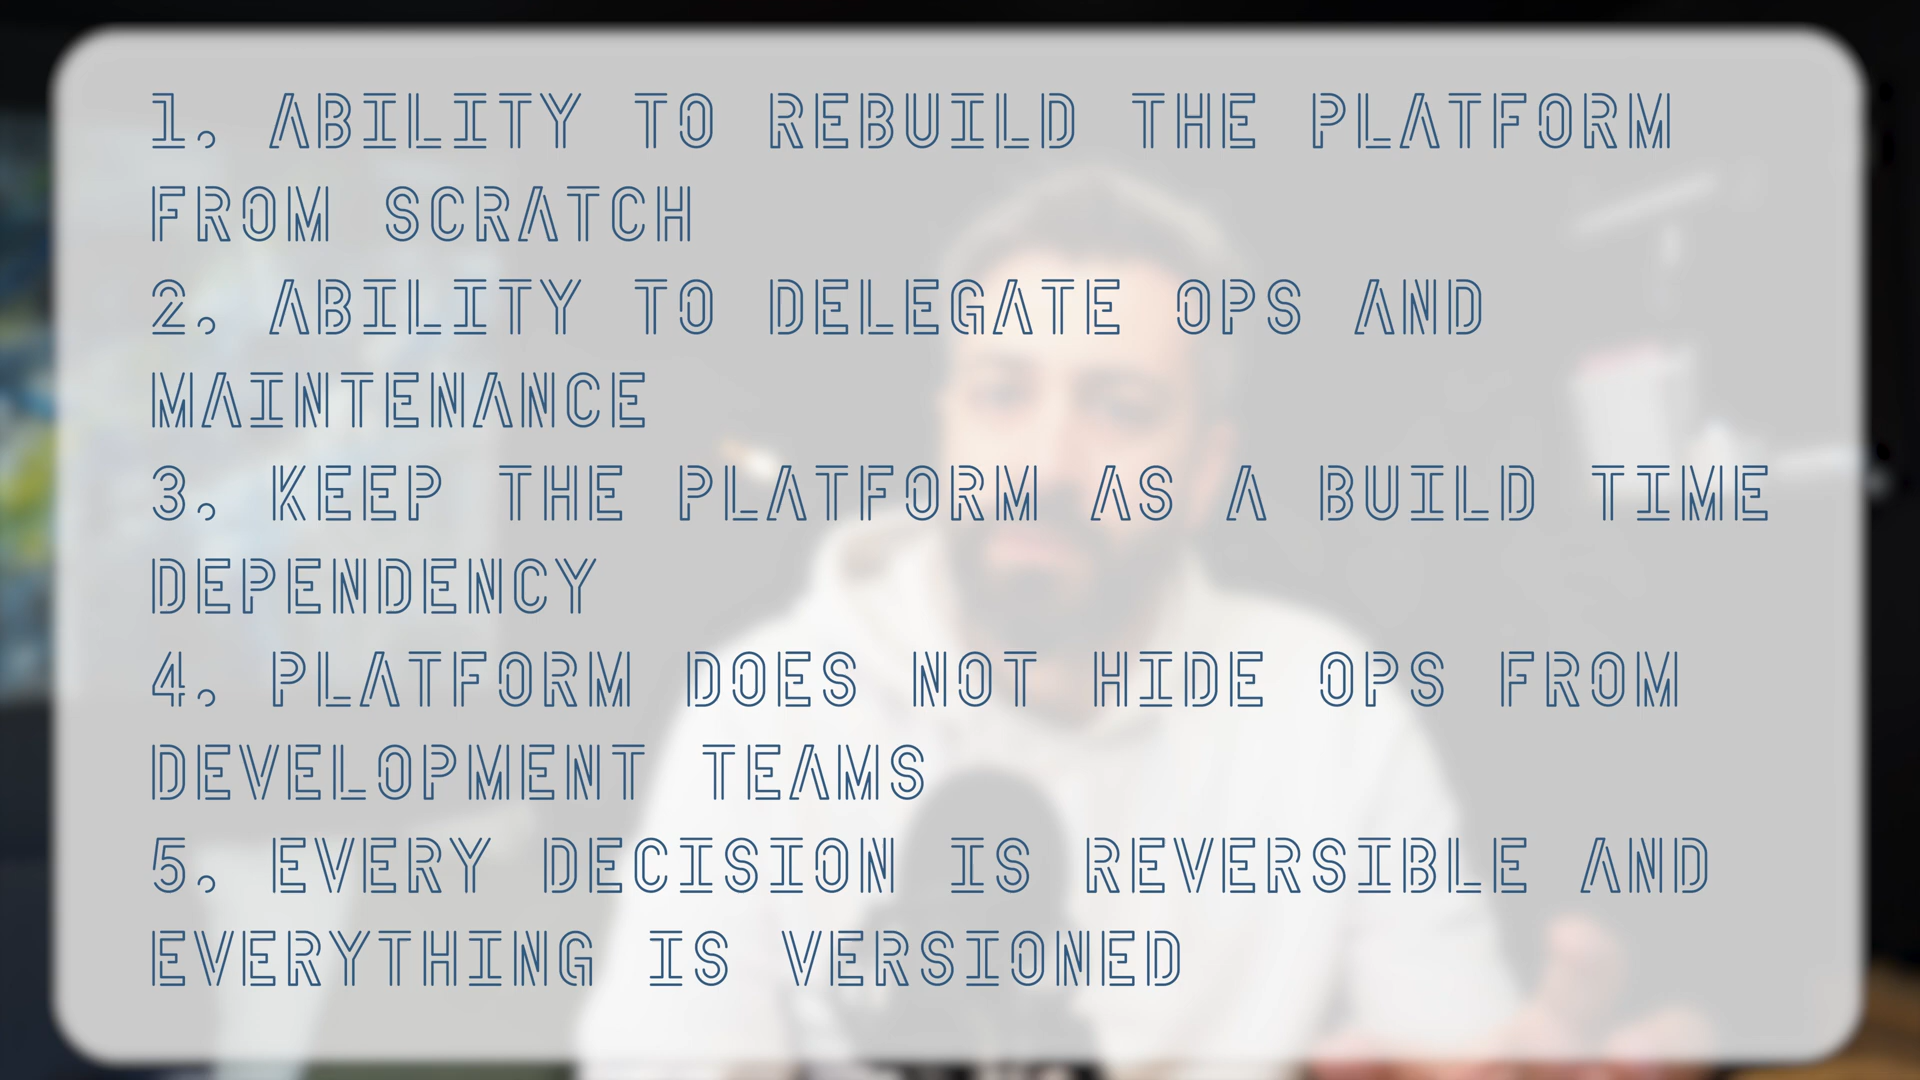 1. ABILITY TO REBUILD THE PLATFORM
FROM SCRATCH
2. ABILITY TO DELEGATE OPS AND
MAINTENANCE
3. KEEP THE PLATFORM AS A BUILD TIME
DEPENDENCY
4. PLATFORM DOES NOT HIDE OPS FROM
DEVELOPMENT TEAMS
5. EVERY DECISION IS REVERSIBLE AND
EVERYTHING IS VERSIONED